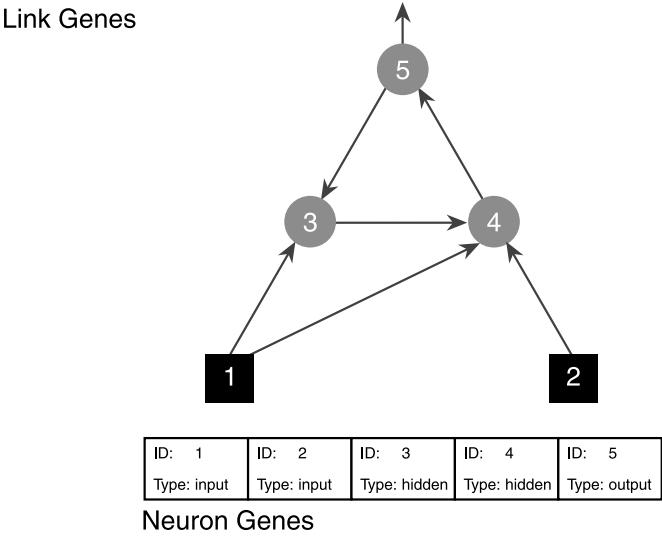 Link Genes
5
3
4
1
2
ID: 1
Type: input
ID: 2
Type: input
ID: 3
Type: hidden
ID: 4
Type: hidden
ID: 5
Type: output
Neuron Genes